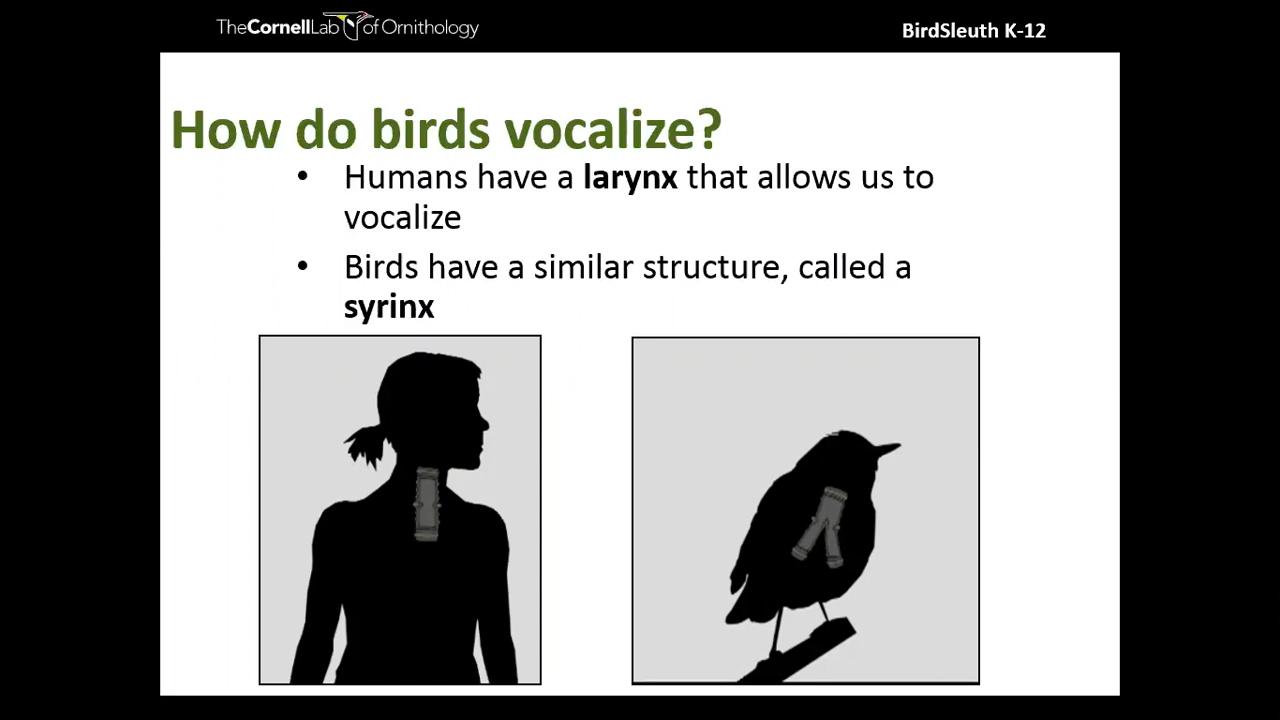 TheCornellLab of Ornithology
BirdSleuth K-12
How do birds vocalize?
• Humans have a larynx that allows us to
vocalize
• Birds have a similar structure, called a
syrinx